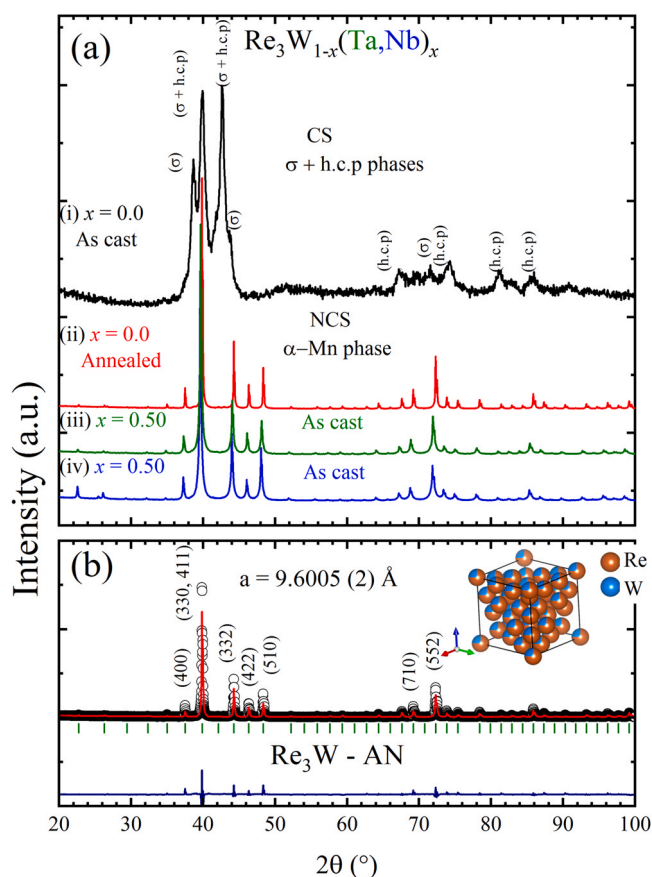 (a)
Re3W1-x(Ta,Nb)x
(σ + h.c.p)
(σ + h.c.p)
(σ)
(σ)
CS
σ + h.c.p phases
(i) x = 0.0
As cast
(h.c.p)
(σ)
(h.c.p)
(h.c.p)
(h.c.p)
NCS
α−Mn phase
(ii) x = 0.0
Annealed
(iii) x = 0.50
As cast
(iv) x = 0.50
As cast
Intensity (a.u.)
(b)
a = 9.6005 (2) Å
Re
W
(400)
(330, 411)
(332)
(422)
(510)
(710)
(552)
Re3W - AN
20 30 40 50 60 70 80 90 100
2θ (°)